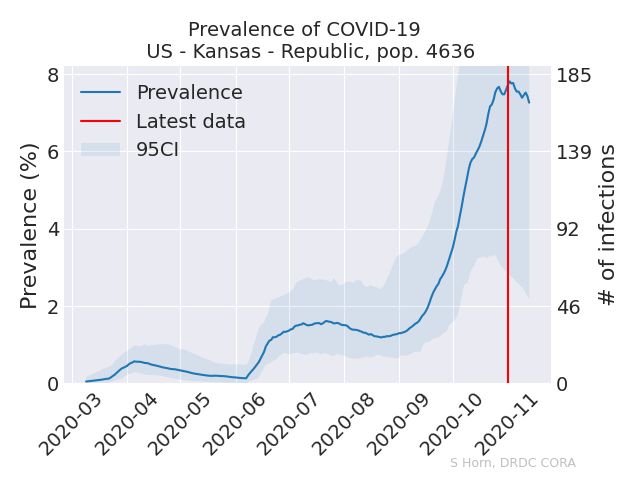 Prevalence of COVID-19
US - Kansas - Republic, pop. 4636
Prevalence
Latest data
95CI
Prevalence (%)
8
6
4
2
0
185
139
92
46
0
# of infections
2020-03
2020-04
2020-05
2020-06
2020-07
2020-08
2020-09
2020-10
2020-11
S Horn, DRDC CORA